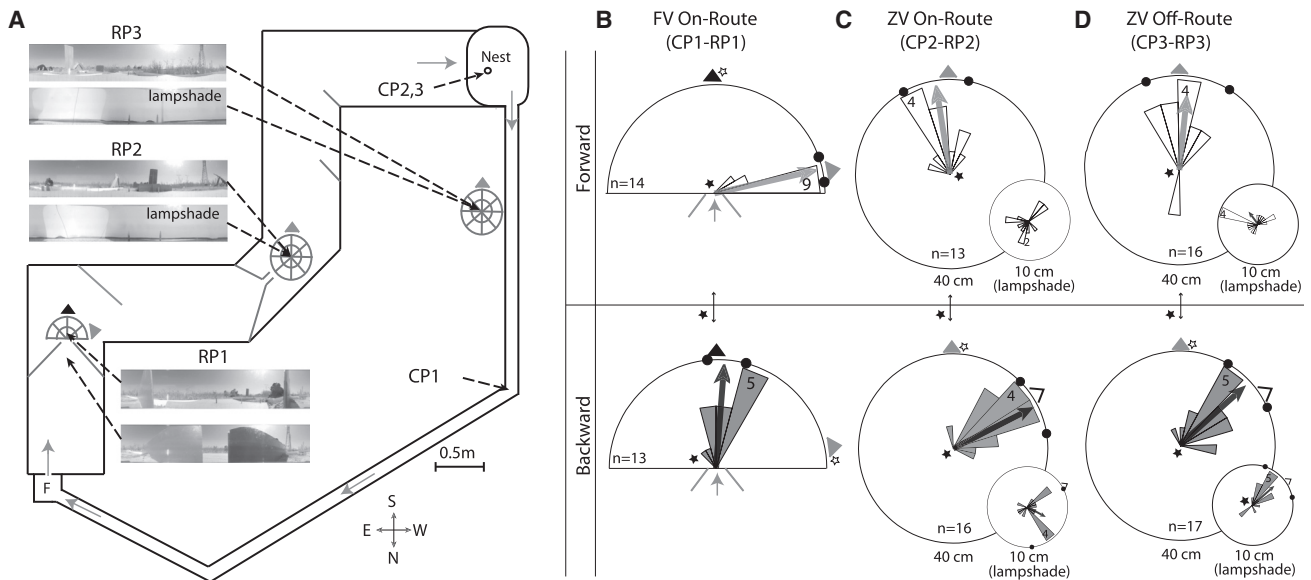 A
RP3
lampshade
RP2
lampshade
RP1
Nest
CP2,3
CP1
0.5m
F
S
E W
N
B
FV On-Route
(CP1-RP1)
C
ZV On-Route
(CP2-RP2)
D
ZV Off-Route
(CP3-RP3)
Forward
n=14
9
4
n=13
40 cm
2
10 cm
(lampshade)
4
n=16
40 cm
4
10 cm
(lampshade)
Backward
n=13
5
4
n=16
40 cm
4
10 cm
(lampshade)
5
n=17
40 cm
5
10 cm
(lampshade)